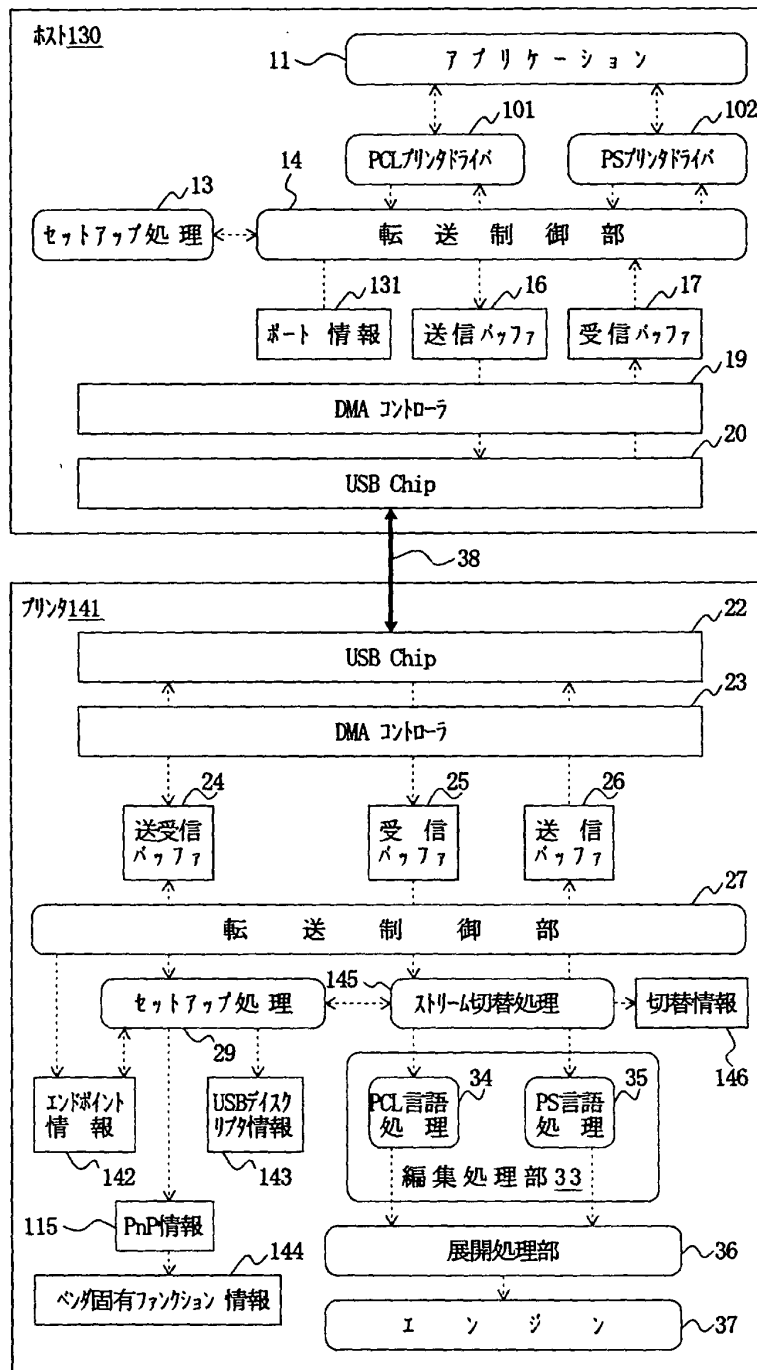 ホスト130
11
アプリケーション
101
102
PCLプリンタドライバ
PSプリンタドライバ
13
14
セットアップ処理
転送制御部
131
16
17
ポート 情報
送信バッファ
受信バッファ
19
DMA コントローラ
20
USB Chip
38
プリンタ141
22
USB Chip
23
DMA コントローラ
24
25
26
送受信
バッファ
受信
バッファ
送信
バッファ
27
転送制御部
145
セットアップ処理
ストリーム切替処理
切替情報
29
146
34
35
エンドポイント
情報
USBディスク
リプタ情報
PCL言語
処理
PS言語
処理
142
143
編集処理部 33
115
PnP情報
144
展開処理部
36
ベンダ固有ファンクション 情報
エンジン
37